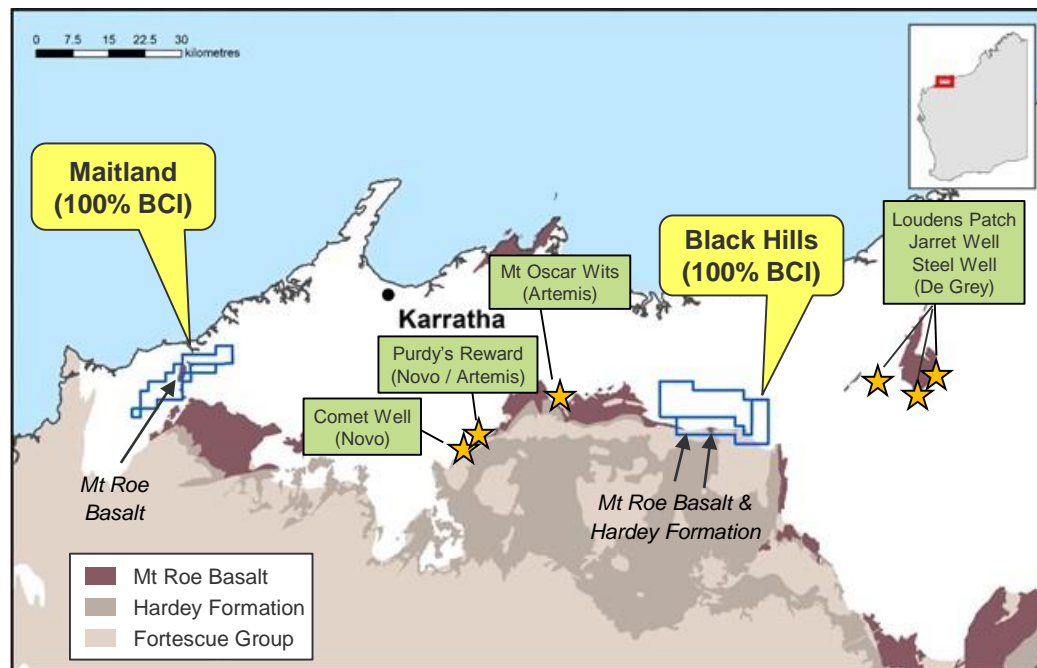 0 7.5 15 22.5 30
kilometres
Maitland
(100% BCI)
Black Hills
(100% BCI)
Loudens Patch
Jarret Well
Steel Well
(De Grey)
Mt Oscar Wits
(Artemis)
Karratha
Purdy's Reward
(Novo / Artemis)
Comet Well
(Novo)
Mt Roe
Basalt
Mt Roe Basalt &
Hardey Formation
Mt Roe Basalt
Hardey Formation
Fortescue Group